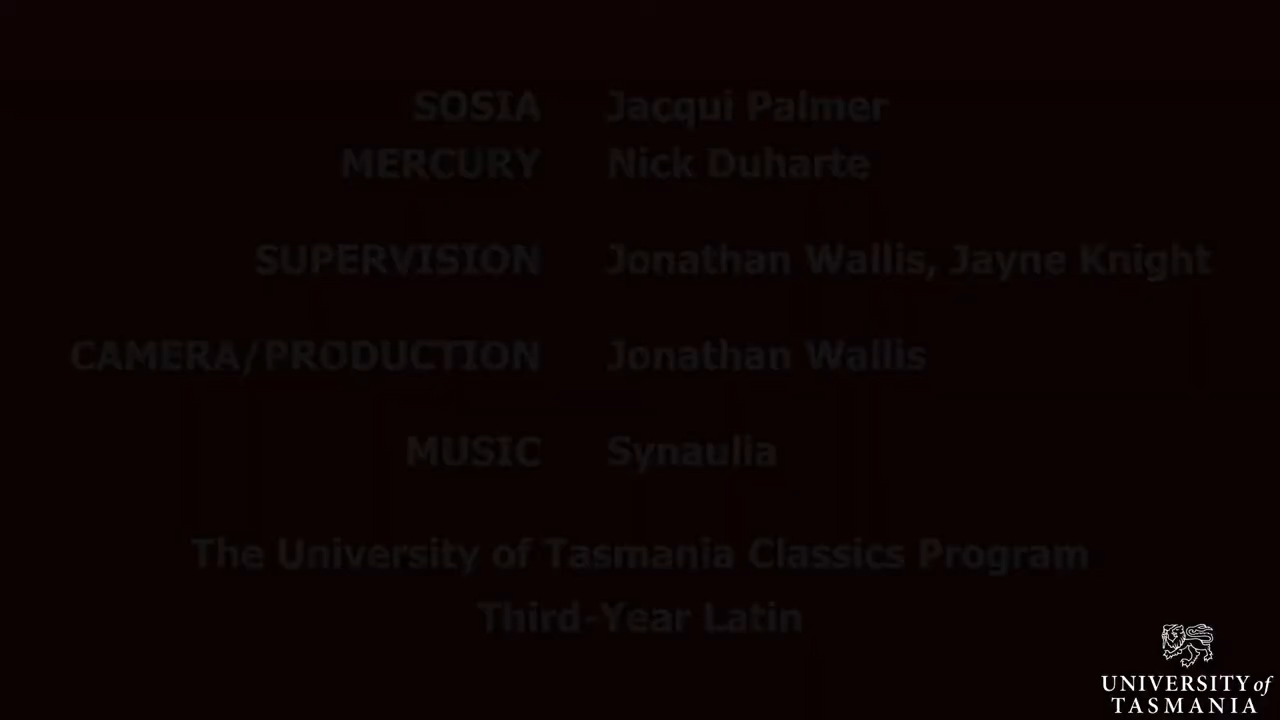 SOSIA Jacqui Palmer
MERCURY Nick Duharte
SUPERVISION Jonathan Wallis, Jayne Knight
CAMERA/PRODUCTION Jonathan Wallis
MUSIC Synaulia
The University of Tasmania Classics Program
Third-Year Latin
UNIVERSITY of
TASMANIA